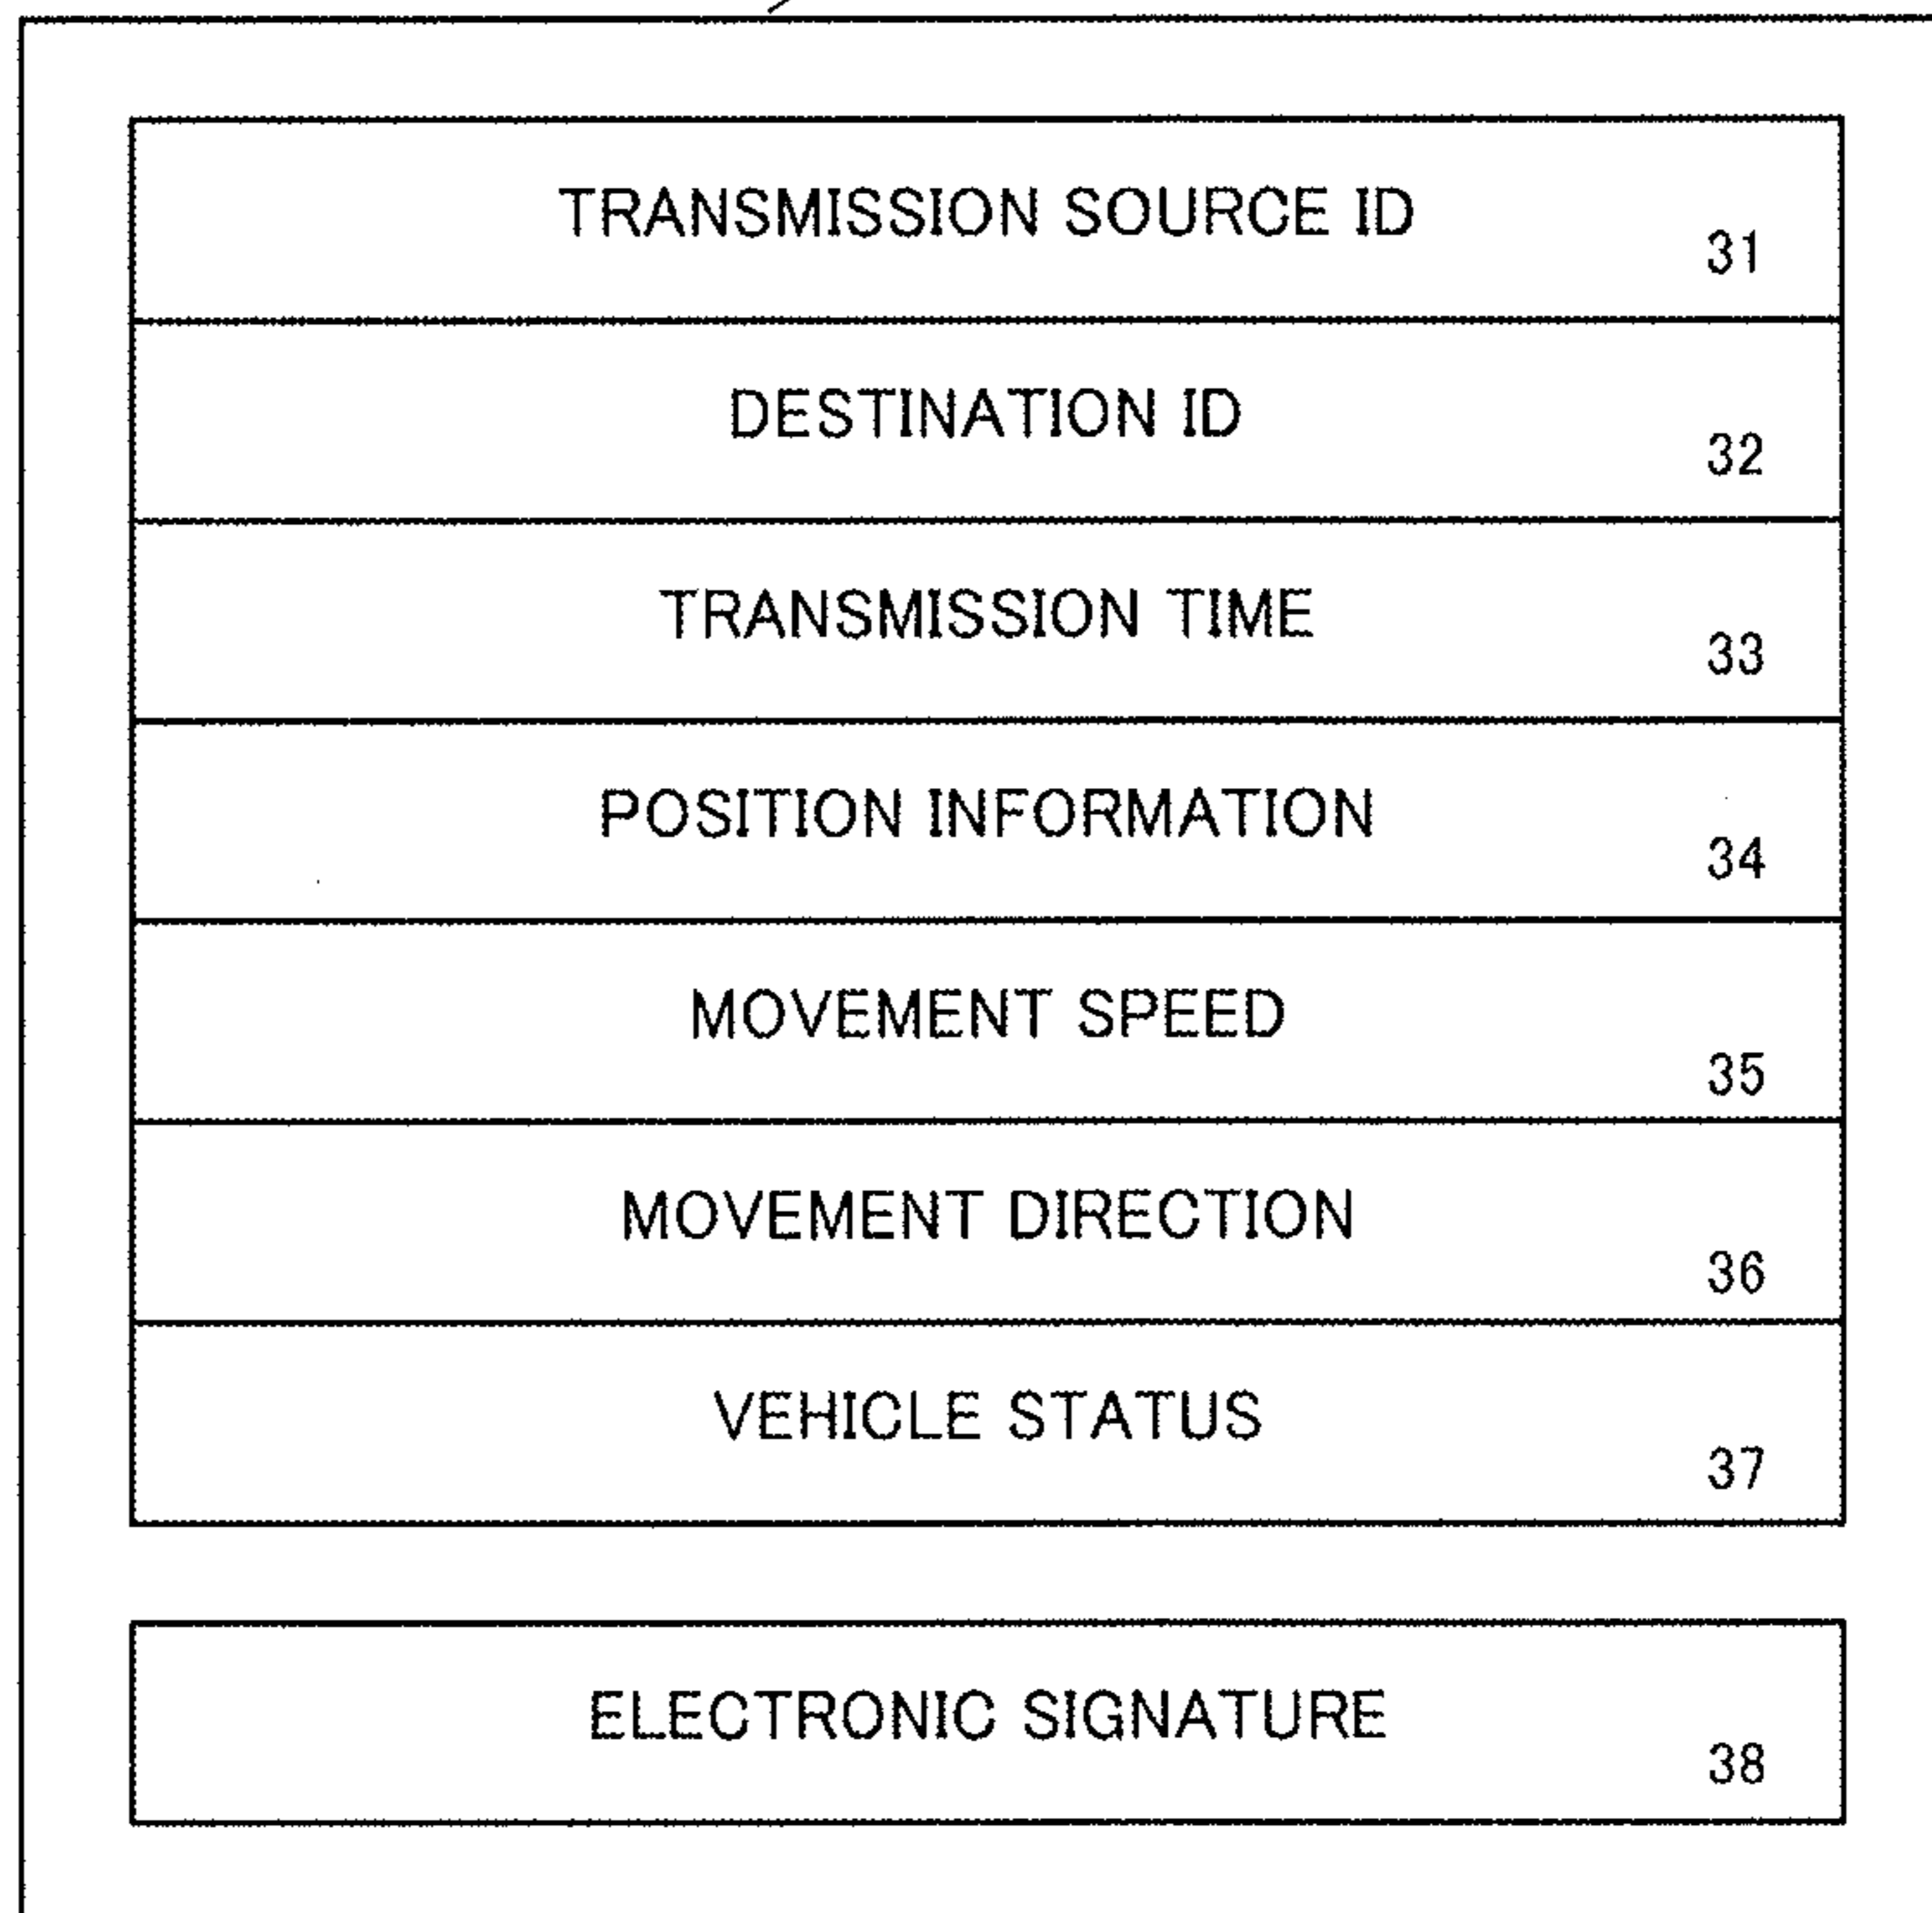 TRANSMISSION SOURCE ID
31
DESTINATION ID
32
TRANSMISSION TIME
33
POSITION INFORMATION
34
MOVEMENT SPEED
35
MOVEMENT DIRECTION
36
VEHICLE STATUS
37
ELECTRONIC SIGNATURE
38